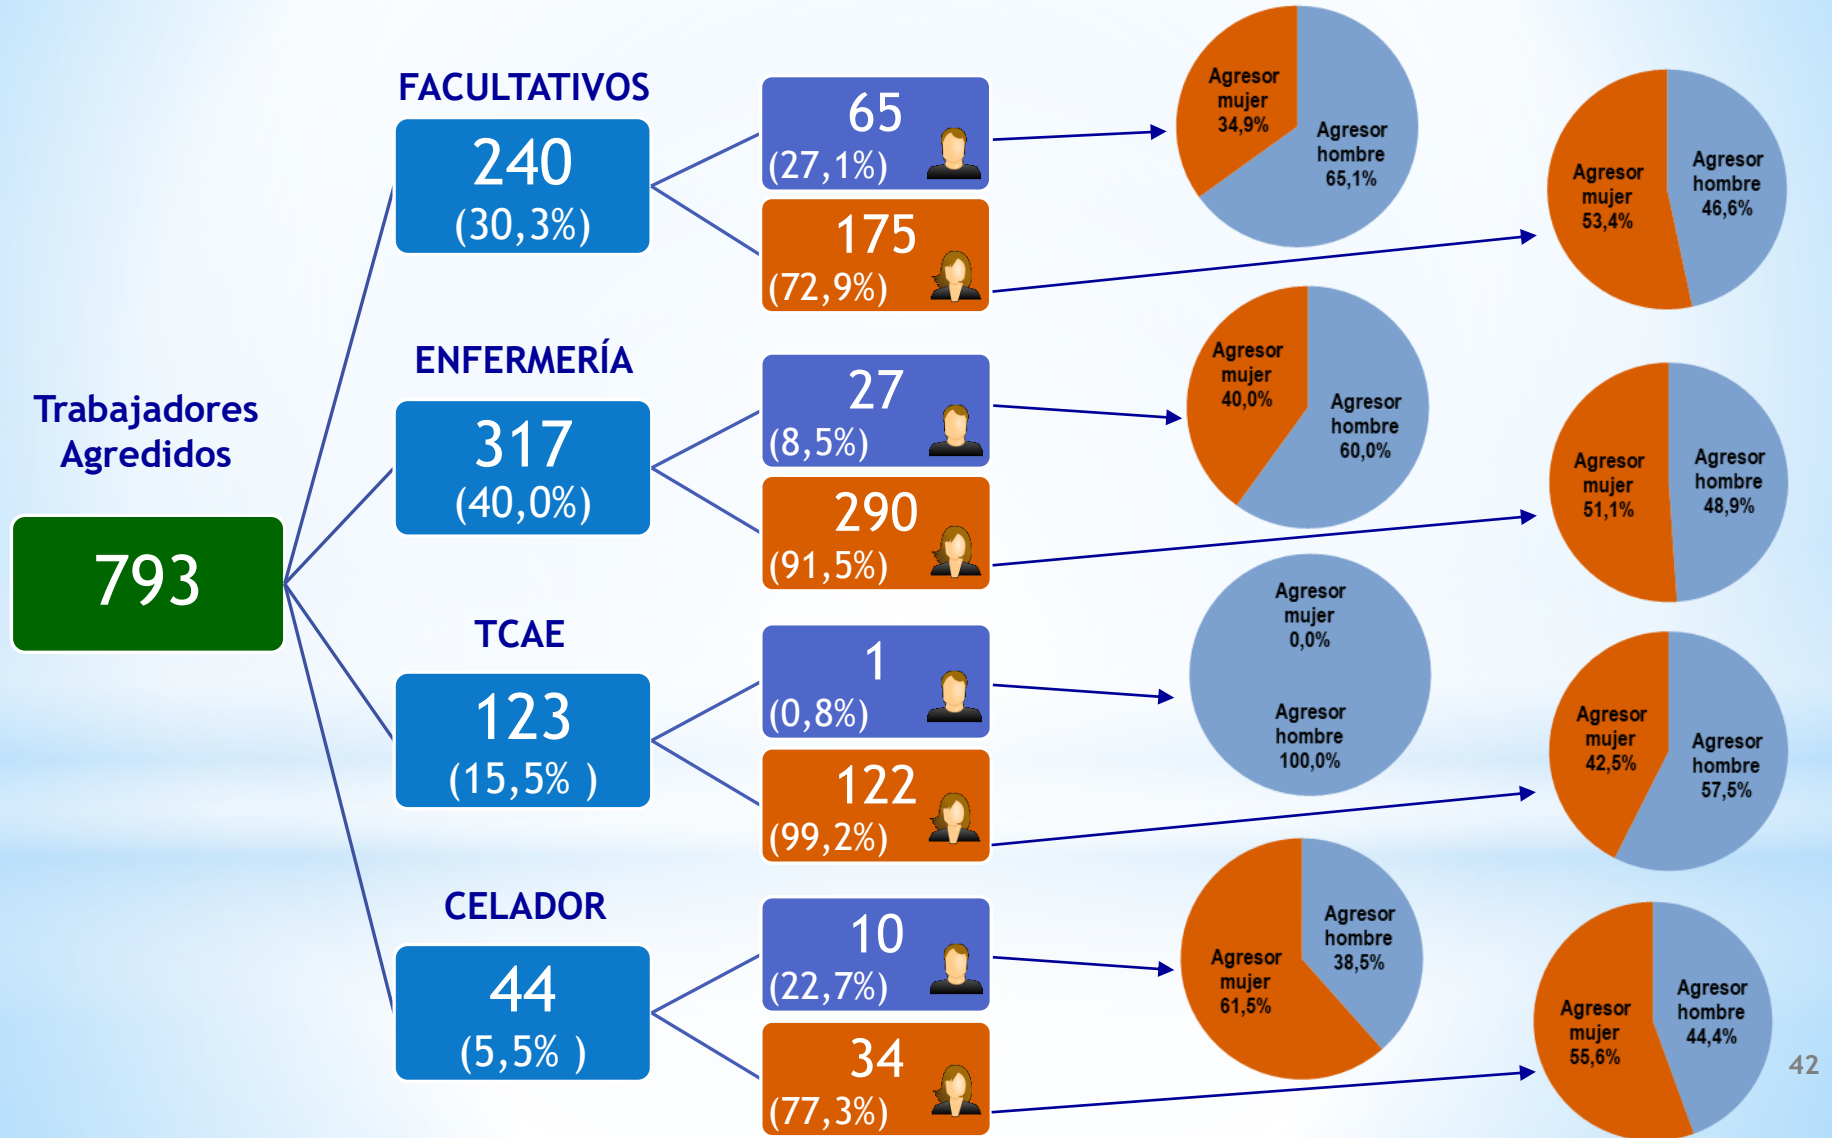 Trabajadores
Agredidos
793
FACULTATIVOS
240
(30,3%)
65
(27,1%)
Agresor
mujer
34,9%
Agresor
hombre
65,1%
175
(72,9%)
Agresor
mujer
53,4%
Agresor
hombre
46,6%
ENFERMERÍA
317
(40,0%)
27
(8,5%)
Agresor
mujer
40,0%
Agresor
hombre
60,0%
290
(91,5%)
Agresor
mujer
51,1%
Agresor
hombre
48,9%
TCAE
123
(15,5% )
1
(0,8%)
Agresor
mujer
0,0%
Agresor
hombre
100,0%
122
(99,2%)
Agresor
mujer
42,5%
Agresor
hombre
57,5%
CELADOR
44
(5,5% )
10
(22,7%)
Agresor
mujer
61,5%
Agresor
hombre
38,5%
34
(77,3%)
Agresor
mujer
55,6%
Agresor
hombre
44,4%
42